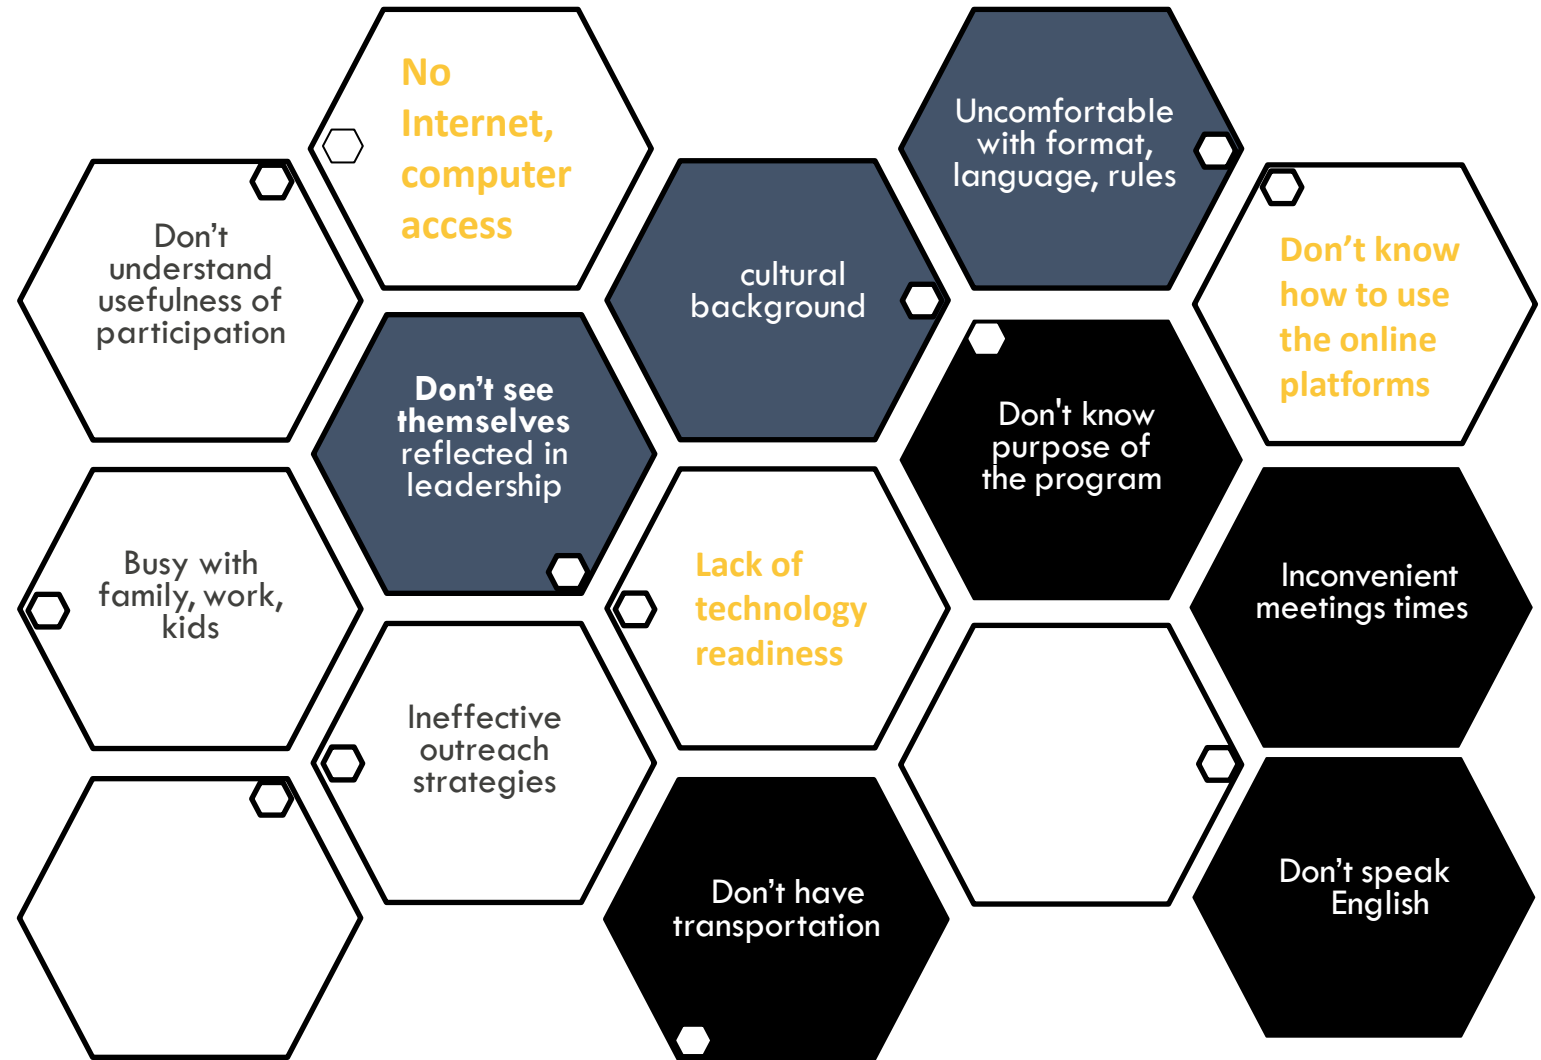 No
Internet,
computer
access
Uncomfortable
with format,
language, rules
Don’t
understand
usefulness of
participation
cultural
background
Don’t know
how to use
the online
platforms
Don’t see
themselves
reflected in
leadership
Don't know
purpose of
the program
Busy with
family, work,
kids
Lack of
technology
readiness
Inconvenient
meetings times
Ineffective
outreach
strategies
Don’t have
transportation
Don’t speak
English